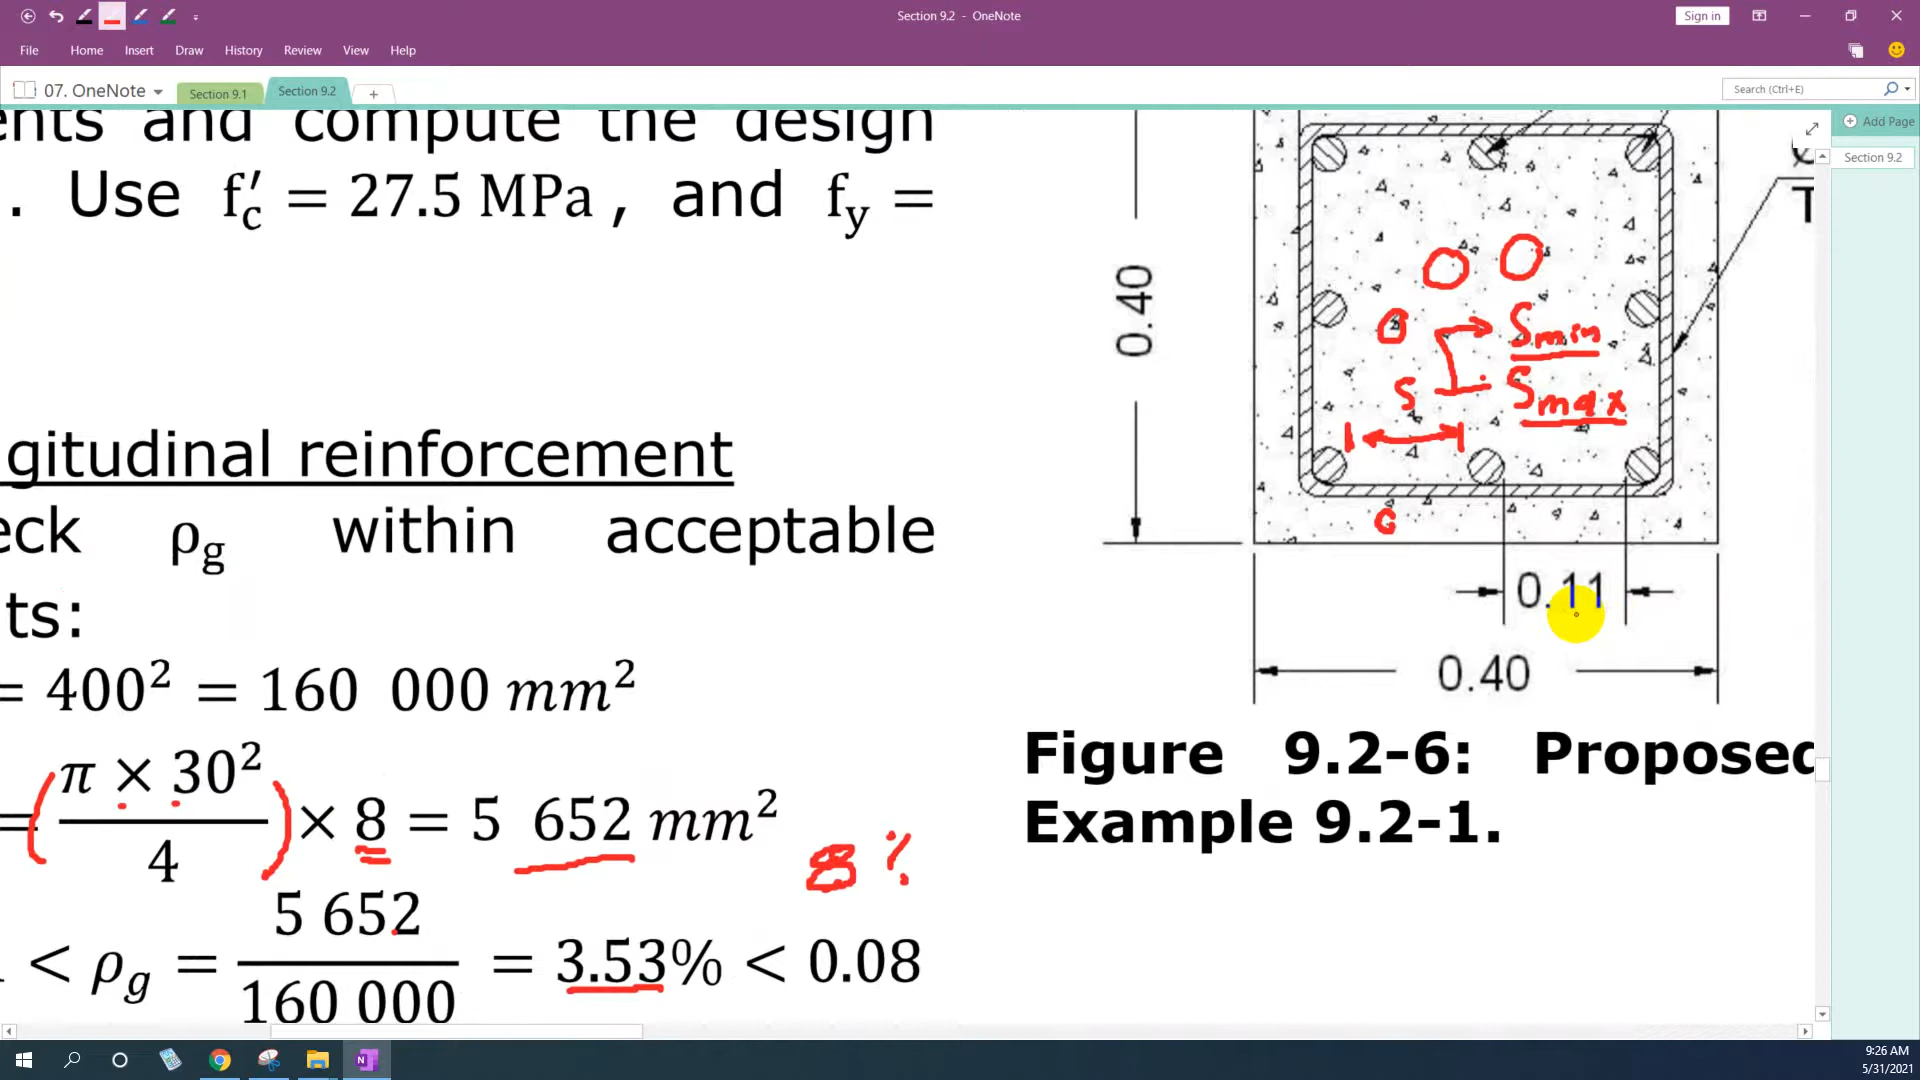 Section 9.2 - OneNote
Sign in
File Home Insert Draw History Review View Help
07. OneNote
Section 9.1
Section 9.2
Search (Ctrl+E)
Add Page
Section 9.2
ents and compute the design
. Use f′c = 27.5 MPa , and fy =
gitudinal reinforcement
eck ρg within acceptable
ts:
= 400² = 160 000 mm²
= (π × 30² / 4) × 8 = 5 652 mm²
8 %
< ρg = 5 652 / 160 000 = 3.53% < 0.08
0.40
T
Smin
S
Smax
0.11
0.40
Figure 9.2-6: Proposed
Example 9.2-1.
9:26 AM
5/31/2021